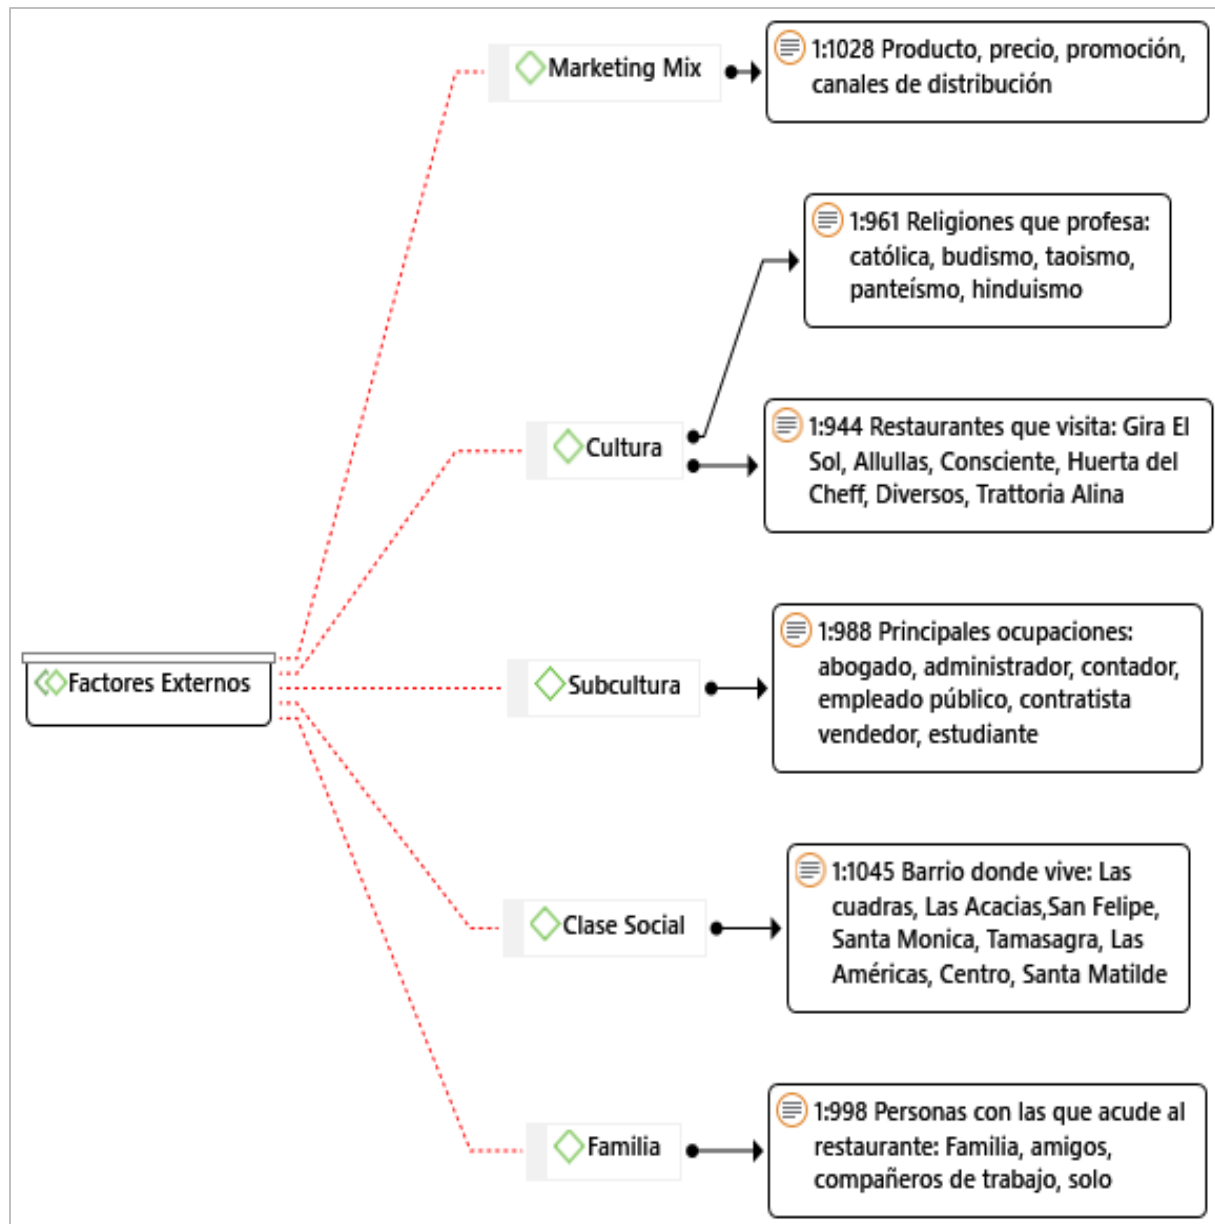 Marketing Mix
1:1028 Producto, precio, promoción,
canales de distribución
1:961 Religiones que profesa:
católica, budismo, taoismo,
panteísmo, hinduismo
Cultura
1:944 Restaurantes que visita: Gira El
Sol, Allullas, Consciente, Huerta del
Cheff, Diversos, Trattoria Alina
Factores Externos
Subcultura
1:988 Principales ocupaciones:
abogado, administrador, contador,
empleado público, contratista
vendedor, estudiante
Clase Social
1:1045 Barrio donde vive: Las
cuadras, Las Acacias,San Felipe,
Santa Monica, Tamasagra, Las
Américas, Centro, Santa Matilde
Familia
1:998 Personas con las que acude al
restaurante: Familia, amigos,
compañeros de trabajo, solo